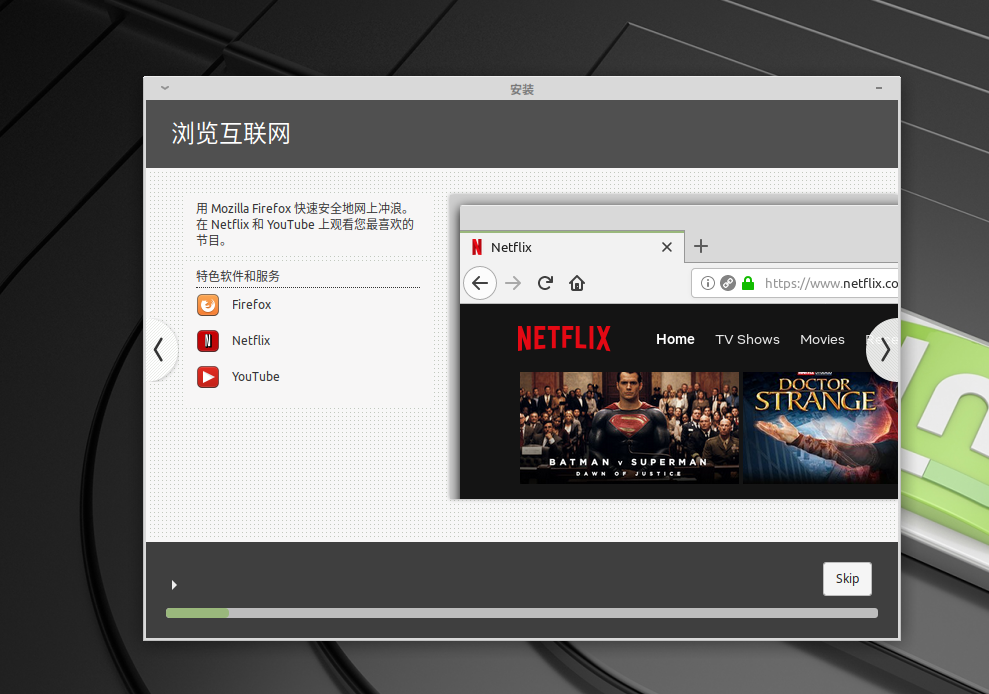 安装
浏览互联网
用 Mozilla Firefox 快速安全地网上冲浪。
在 Netflix 和 YouTube 上观看您最喜欢的
节目。
特色软件和服务
Firefox
Netflix
YouTube
Netflix
https://www.netflix.co
NETFLIX
Home TV Shows Movies
BATMAN V SUPERMAN
DAWN OF JUSTICE
DOCTOR
STRANGE
Skip